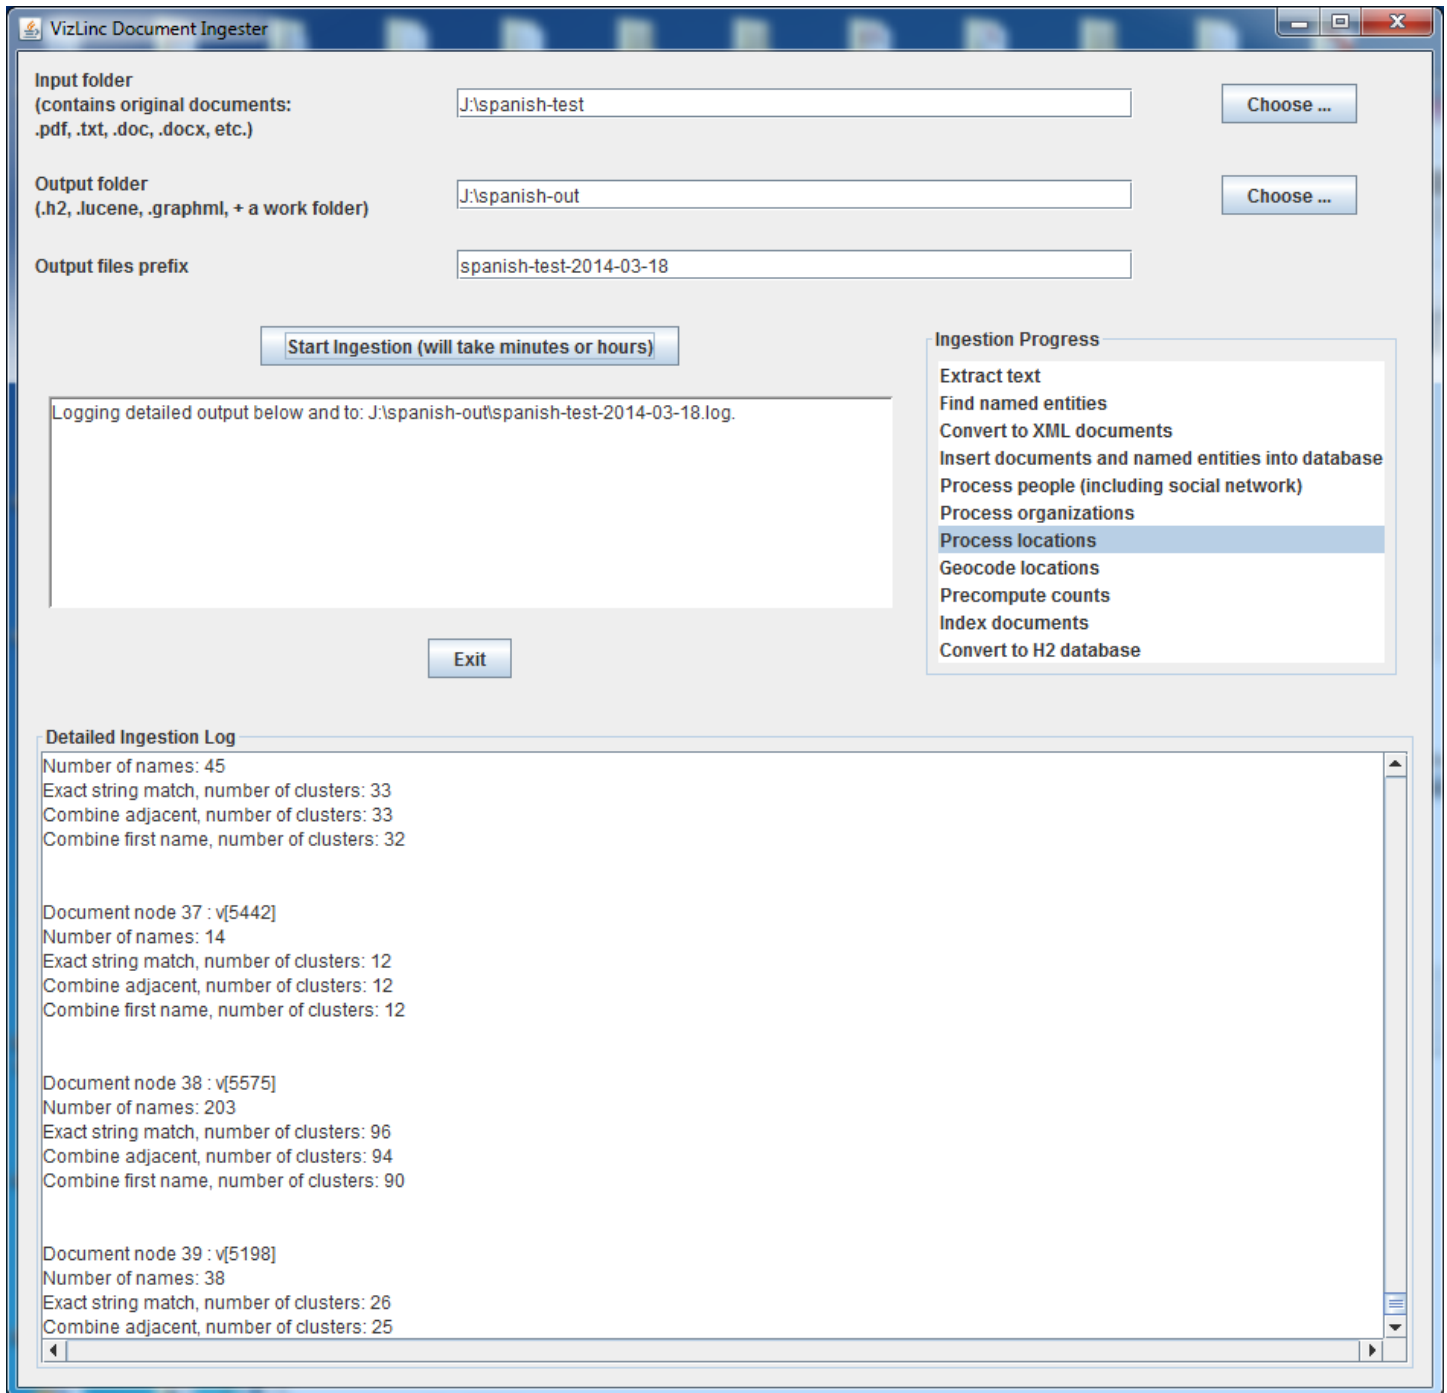 VizLinc Document Ingester
Input folder
(contains original documents:
.pdf, .txt, .doc, .docx, etc.)
J:\spanish-test
Choose ...
Output folder
(.h2, .lucene, .graphml, + a work folder)
J:\spanish-out
Choose ...
Output files prefix
spanish-test-2014-03-18
Start Ingestion (will take minutes or hours)
Logging detailed output below and to: J:\spanish-out\spanish-test-2014-03-18.log.
Exit
Ingestion Progress
Extract text
Find named entities
Convert to XML documents
Insert documents and named entities into database
Process people (including social network)
Process organizations
Process locations
Geocode locations
Precompute counts
Index documents
Convert to H2 database
Detailed Ingestion Log
Number of names: 45
Exact string match, number of clusters: 33
Combine adjacent, number of clusters: 33
Combine first name, number of clusters: 32
Document node 37 : v[5442]
Number of names: 14
Exact string match, number of clusters: 12
Combine adjacent, number of clusters: 12
Combine first name, number of clusters: 12
Document node 38 : v[5575]
Number of names: 203
Exact string match, number of clusters: 96
Combine adjacent, number of clusters: 94
Combine first name, number of clusters: 90
Document node 39 : v[5198]
Number of names: 38
Exact string match, number of clusters: 26
Combine adjacent, number of clusters: 25